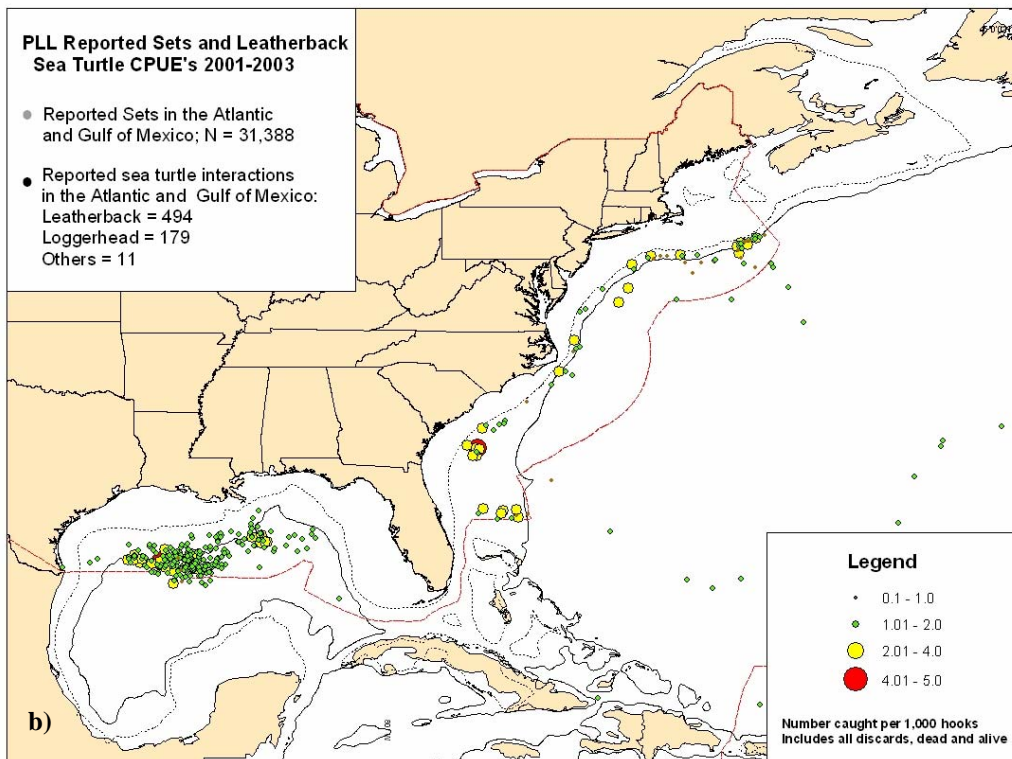 PLL Reported Sets and Leatherback
Sea Turtle CPUE's 2001-2003
Reported Sets in the Atlantic
and Gulf of Mexico; N = 31,388
Reported sea turtle interactions
in the Atlantic and Gulf of Mexico:
Leatherback = 494
Loggerhead = 179
Others = 11
Legend
0.1 - 1.0
1.01 - 2.0
2.01 - 4.0
4.01 - 5.0
Number caught per 1,000 hooks
Includes all discards, dead and alive
b)